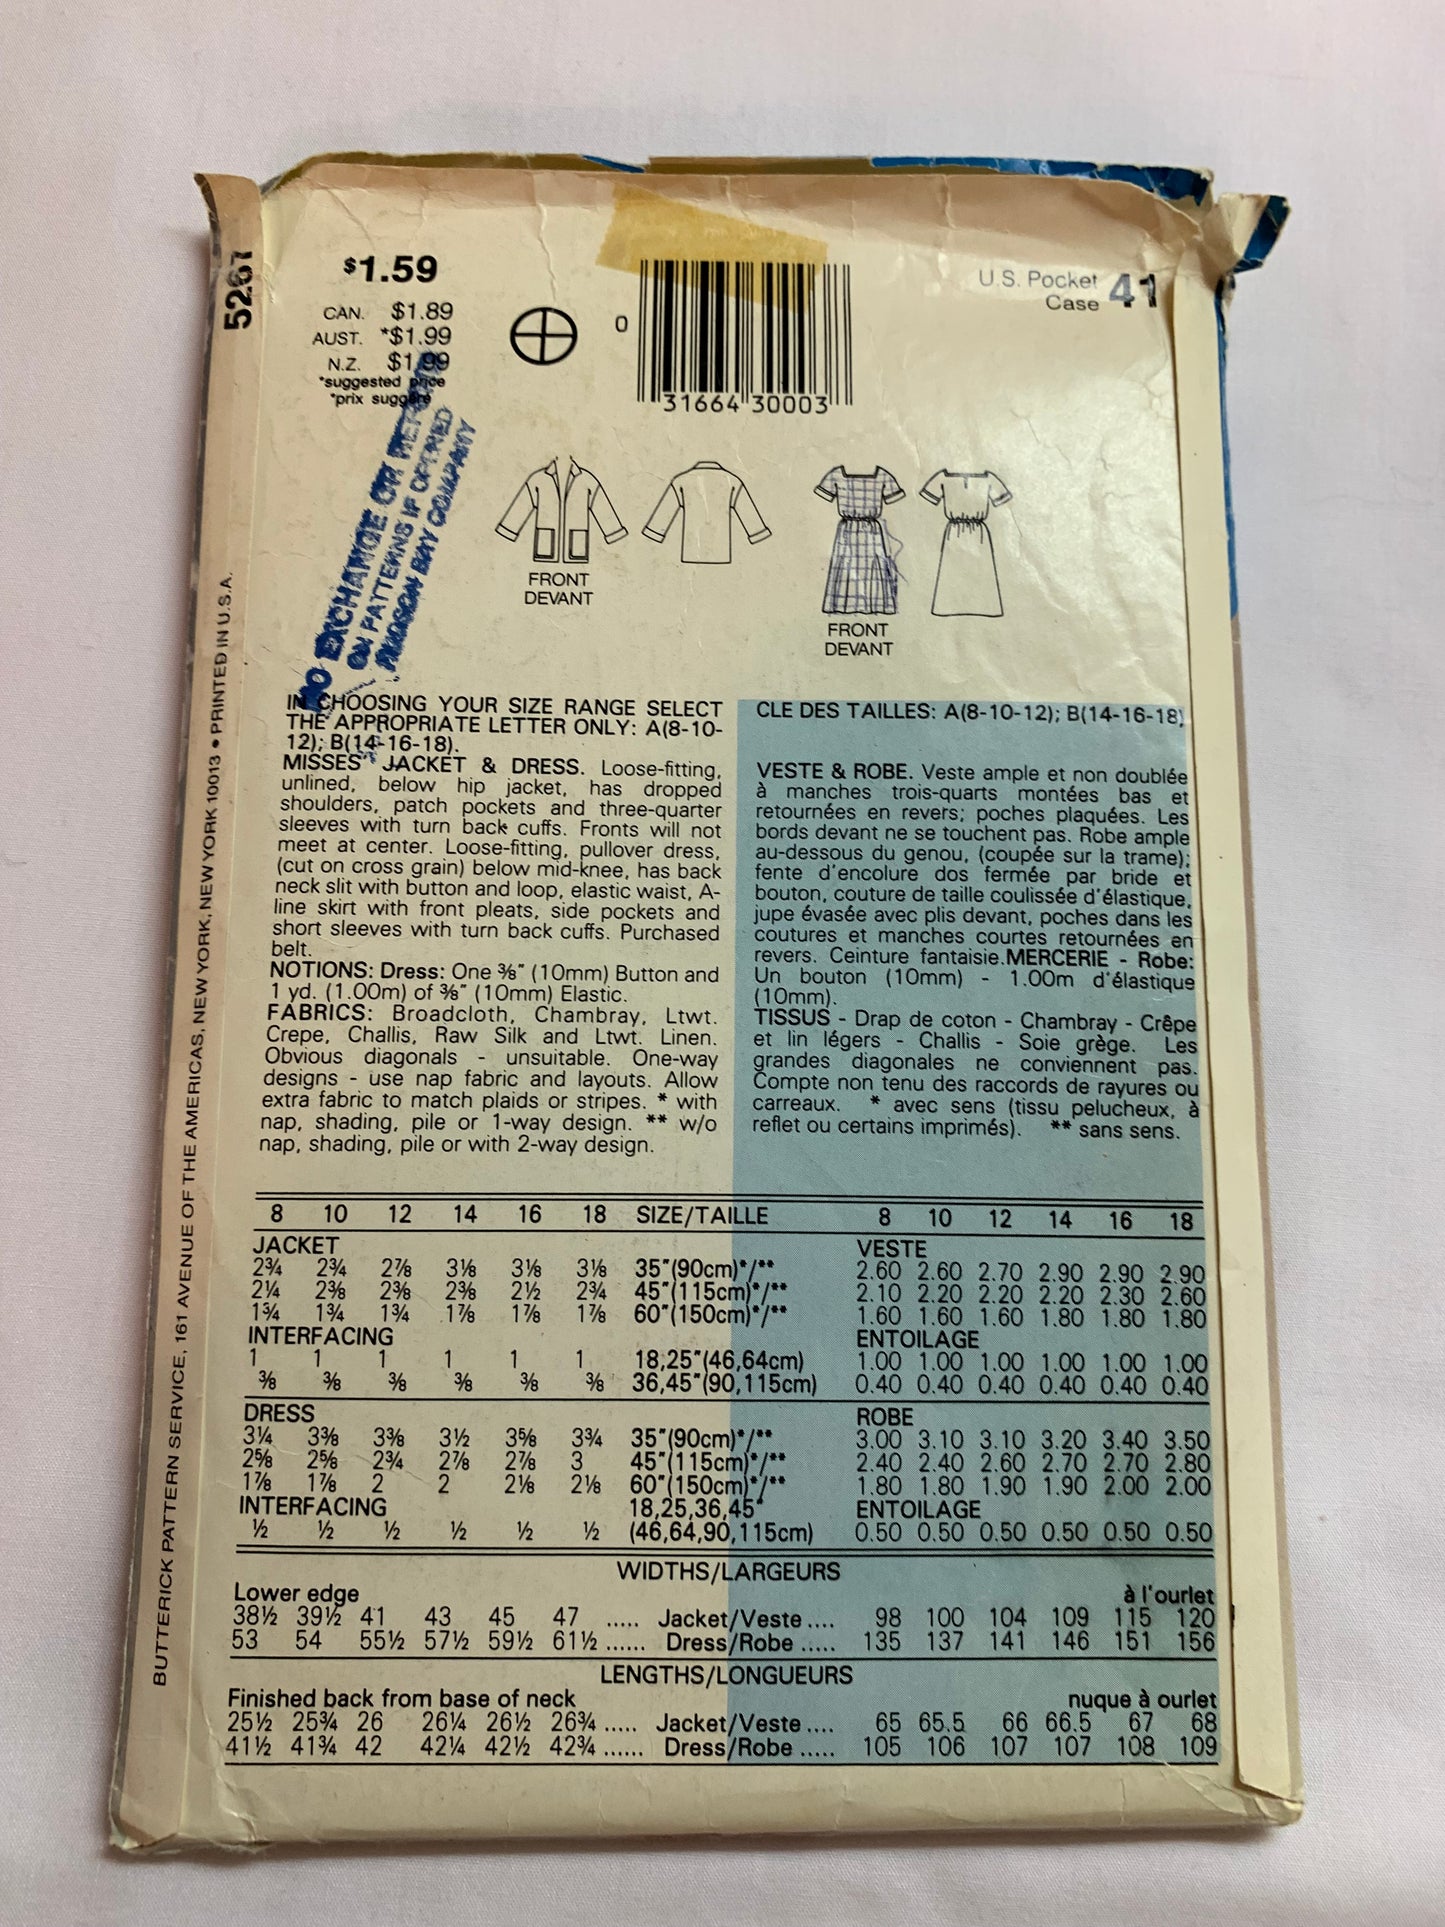 5267
$1.59
CAN. $1.89
AUST. *$1.99
N.Z. $1.99
*suggested price
*prix suggéré
0
31664 30003
U.S. Pocket
Case 41
NO EXCHANGE OR
ON PATTERNS IF OPENED
HUDSON BAY COMPANY
FRONT
DEVANT
FRONT
DEVANT
BUTTERICK PATTERN SERVICE, 161 AVENUE OF THE AMERICAS, NEW YORK, NEW YORK 10013 • PRINTED IN U.S.A.
IN CHOOSING YOUR SIZE RANGE SELECT
THE APPROPRIATE LETTER ONLY: A(8-10-
12); B(14-16-18).
MISSES' JACKET & DRESS. Loose-fitting,
unlined, below hip jacket, has dropped
shoulders, patch pockets and three-quarter
sleeves with turn back cuffs. Fronts will not
meet at center. Loose-fitting, pullover dress,
(cut on cross grain) below mid-knee, has back
neck slit with button and loop, elastic waist, A-
line skirt with front pleats, side pockets and
short sleeves with turn back cuffs. Purchased
belt.
NOTIONS: Dress: One ⅜" (10mm) Button and
1 yd. (1.00m) of ⅜" (10mm) Elastic.
FABRICS: Broadcloth, Chambray, Ltwt.
Crepe, Challis, Raw Silk and Ltwt. Linen.
Obvious diagonals - unsuitable. One-way
designs - use nap fabric and layouts. Allow
extra fabric to match plaids or stripes. * with
nap, shading, pile or 1-way design. ** w/o
nap, shading, pile or with 2-way design.
CLE DES TAILLES: A(8-10-12); B(14-16-18)
VESTE & ROBE. Veste ample et non doublée
à manches trois-quarts montées bas et
retournées en revers; poches plaquées. Les
bords devant ne se touchent pas. Robe ample
au-dessous du genou, (coupée sur la trame);
fente d'encolure dos fermée par bride et
bouton, couture de taille coulissée d'élastique,
jupe évasée avec plis devant, poches dans les
coutures et manches courtes retournées en
revers. Ceinture fantaisie. MERCERIE - Robe:
Un bouton (10mm) - 1.00m d'élastique
(10mm).
TISSUS - Drap de coton - Chambray - Crêpe
et lin légers - Challis - Soie grège. Les
grandes diagonales ne conviennent pas.
Compte non tenu des raccords de rayures ou
carreaux. * avec sens (tissu pelucheux, à
reflet ou certains imprimés). ** sans sens.
8 10 12 14 16 18 SIZE/TAILLE 8 10 12 14 16 18
JACKET VESTE
2¾ 2¾ 2⅞ 3⅛ 3⅛ 3⅛ 35"(90cm)*/** 2.60 2.60 2.70 2.90 2.90 2.90
2¼ 2⅜ 2⅜ 2⅜ 2½ 2¾ 45"(115cm)*/** 2.10 2.20 2.20 2.20 2.30 2.60
1¾ 1¾ 1¾ 1⅞ 1⅞ 1⅞ 60"(150cm)*/** 1.60 1.60 1.60 1.80 1.80 1.80
INTERFACING ENTOILAGE
1 1 1 1 1 1 18,25"(46,64cm) 1.00 1.00 1.00 1.00 1.00 1.00
⅜ ⅜ ⅜ ⅜ ⅜ ⅜ 36,45"(90,115cm) 0.40 0.40 0.40 0.40 0.40 0.40
DRESS ROBE
3¼ 3⅜ 3⅜ 3½ 3⅝ 3¾ 35"(90cm)*/** 3.00 3.10 3.10 3.20 3.40 3.50
2⅝ 2⅝ 2¾ 2⅞ 2⅞ 3 45"(115cm)*/** 2.40 2.40 2.60 2.70 2.70 2.80
1⅞ 1⅞ 2 2 2⅛ 2⅛ 60"(150cm)*/** 1.80 1.80 1.90 1.90 2.00 2.00
INTERFACING 18,25,36,45" ENTOILAGE
½ ½ ½ ½ ½ ½ (46,64,90,115cm) 0.50 0.50 0.50 0.50 0.50 0.50
WIDTHS/LARGEURS
Lower edge à l'ourlet
38½ 39½ 41 43 45 47 ..... Jacket/Veste .... 98 100 104 109 115 120
53 54 55½ 57½ 59½ 61½ ...... Dress/Robe ..... 135 137 141 146 151 156
LENGTHS/LONGUEURS
Finished back from base of neck nuque à ourlet
25½ 25¾ 26 26¼ 26½ 26¾ ..... Jacket/Veste .... 65 65.5 66 66.5 67 68
41½ 41¾ 42 42¼ 42½ 42¾ ...... Dress/Robe ..... 105 106 107 107 108 109